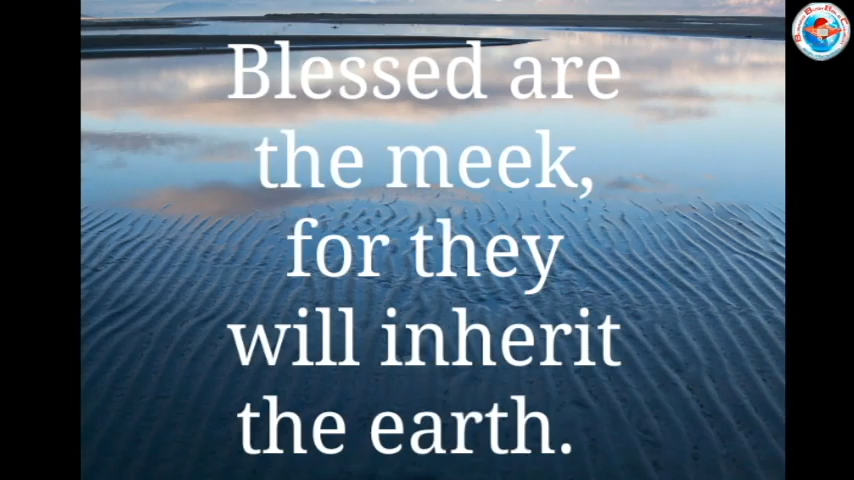 Blessed are
the meek,
for they
will inherit
the earth.